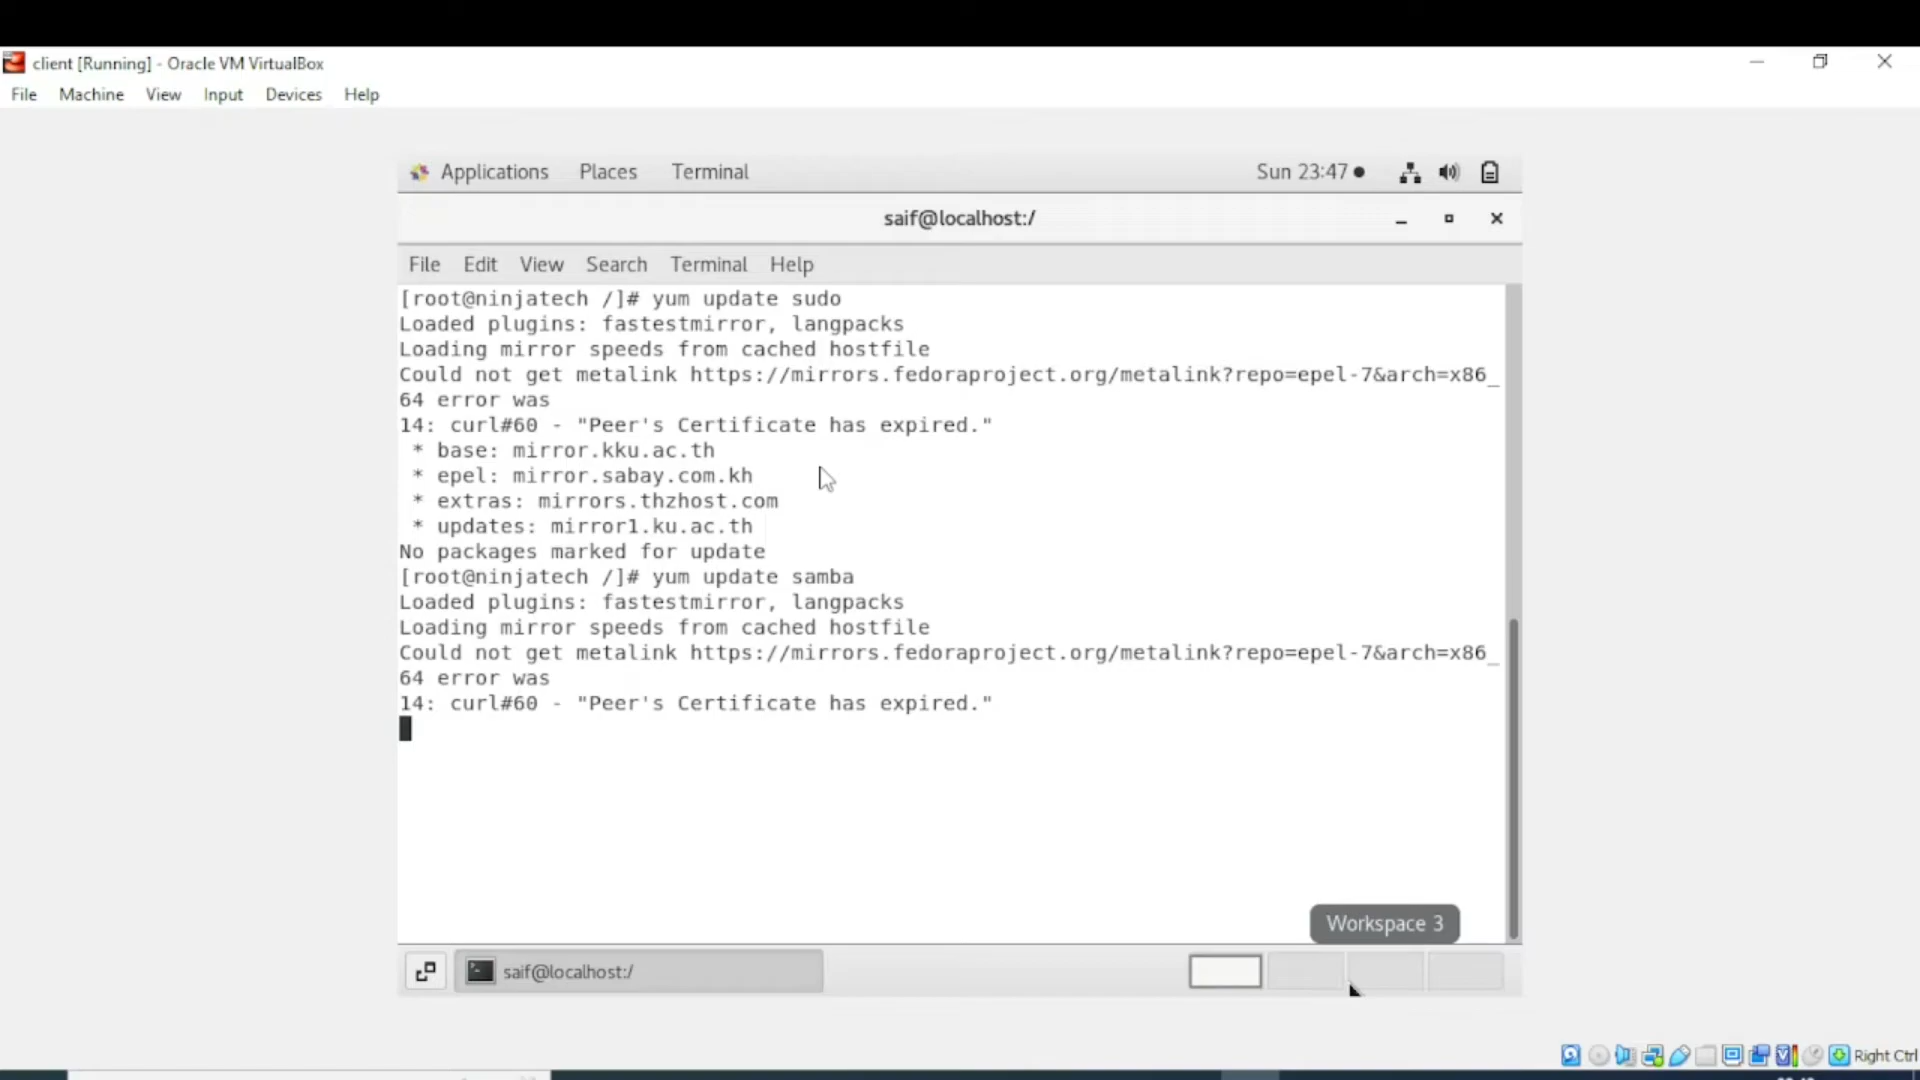 client [Running] - Oracle VM VirtualBox
File Machine View Input Devices Help
Applications Places Terminal Sun 23:47
saif@localhost:/
File Edit View Search Terminal Help
[root@ninjatech /]# yum update sudo
Loaded plugins: fastestmirror, langpacks
Loading mirror speeds from cached hostfile
Could not get metalink https://mirrors.fedoraproject.org/metalink?repo=epel-7&arch=x86_
64 error was
14: curl#60 - "Peer's Certificate has expired."
* base: mirror.kku.ac.th
* epel: mirror.sabay.com.kh
* extras: mirrors.thzhost.com
* updates: mirror1.ku.ac.th
No packages marked for update
[root@ninjatech /]# yum update samba
Loaded plugins: fastestmirror, langpacks
Loading mirror speeds from cached hostfile
Could not get metalink https://mirrors.fedoraproject.org/metalink?repo=epel-7&arch=x86_
64 error was
14: curl#60 - "Peer's Certificate has expired."
Workspace 3
saif@localhost:/
Right Ctrl